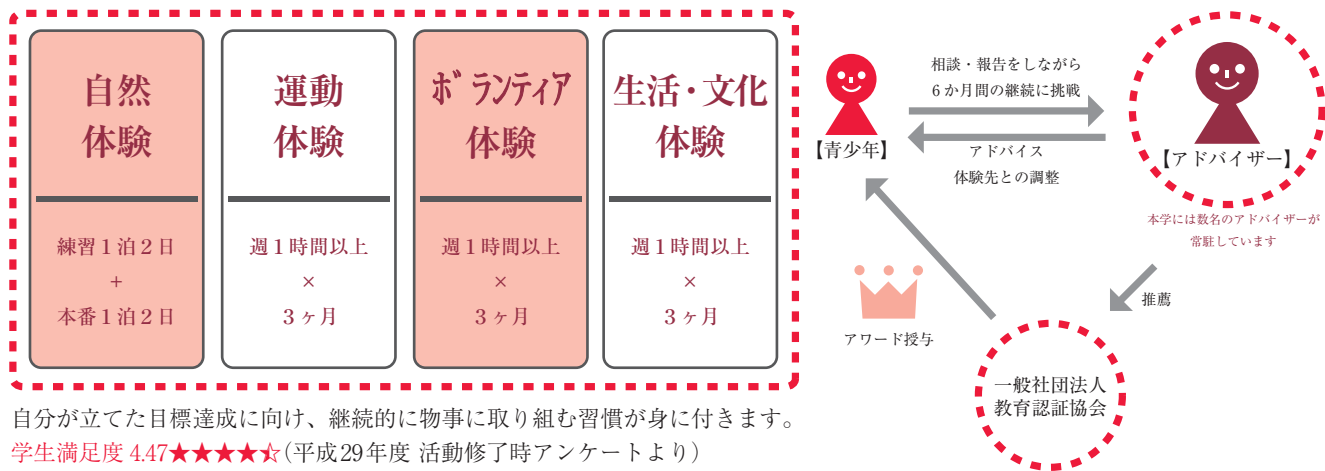 自然
体験
練習１泊２日
+
本番１泊２日
運動
体験
週１時間以上
×
３ヶ月
ボランティア
体験
週１時間以上
×
３ヶ月
生活・文化
体験
週１時間以上
×
３ヶ月
自分が立てた目標達成に向け、継続的に物事に取り組む習慣が身に付きます。
学生満足度 4.47★★★★⯪(平成29年度 活動修了時アンケートより)
相談・報告をしながら
６か月間の継続に挑戦
【青少年】
アドバイス
体験先との調整
【アドバイザー】
本学には数名のアドバイザーが
常駐しています
推薦
アワード授与
一般社団法人
教育認証協会